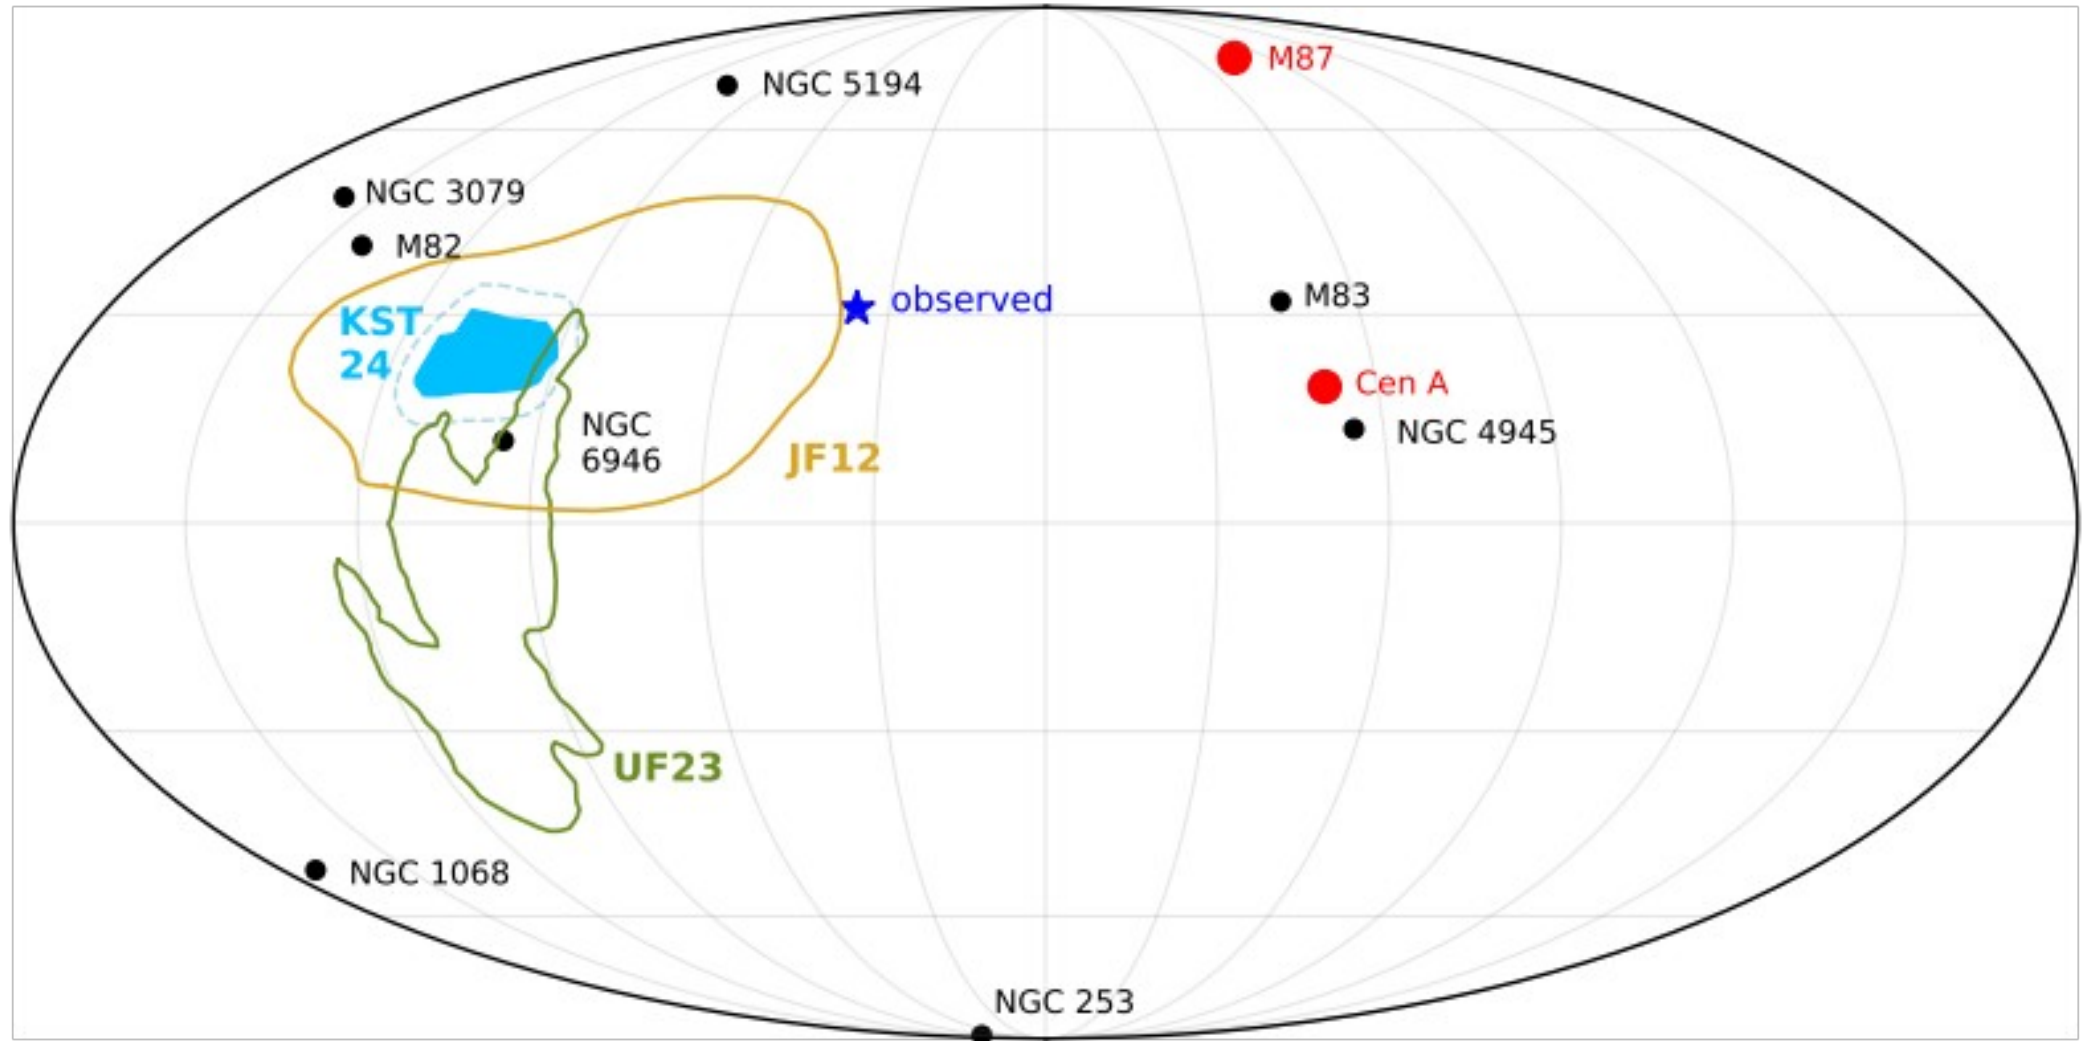 M87
NGC 5194
NGC 3079
M82
observed
M83
KST
24
Cen A
NGC
6946
NGC 4945
JF12
UF23
NGC 1068
NGC 253